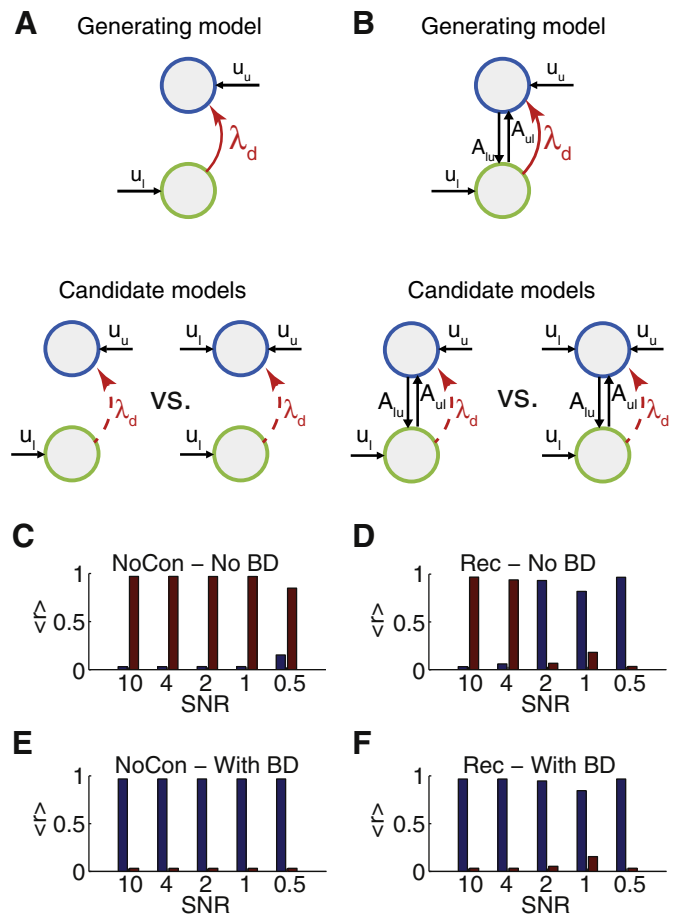 A
Generating model
u_u
λ_d
u_l
Candidate models
u_u
λ_d
u_l
vs.
u_l
u_u
λ_d
u_l
B
Generating model
u_u
A_lu
A_ul
λ_d
u_l
Candidate models
u_u
A_lu
A_ul
λ_d
u_l
vs.
u_l
u_u
A_lu
A_ul
λ_d
u_l
C
NoCon – No BD
1
0.5
0
<r>
10 4 2 1 0.5
SNR
D
Rec – No BD
1
0.5
0
<r>
10 4 2 1 0.5
SNR
E
NoCon – With BD
1
0.5
0
<r>
10 4 2 1 0.5
SNR
F
Rec – With BD
1
0.5
0
<r>
10 4 2 1 0.5
SNR